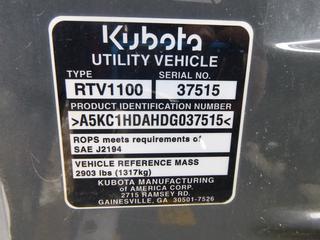 Kubota
UTILITY VEHICLE
TYPE SERIAL NO.
RTV1100 37515
PRODUCT IDENTIFICATION NUMBER
>A5KC1HDAHDG037515<
ROPS meets requirements of
SAE J2194
VEHICLE REFERENCE MASS
2903 lbs (1317kg)
KUBOTA MANUFACTURING
of AMERICA CORP.
2715 RAMSEY RD.
GAINESVILLE, GA 30501-7526